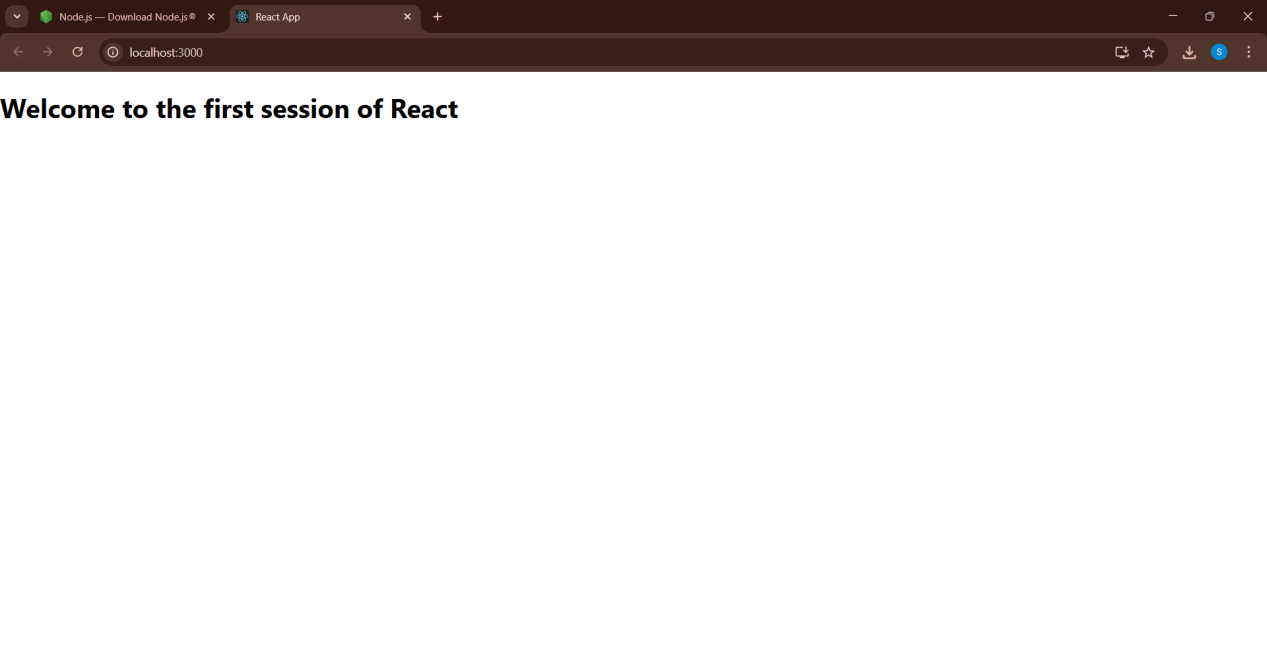 Node.js — Download Node.js®
React App
localhost:3000
S
Welcome to the first session of React